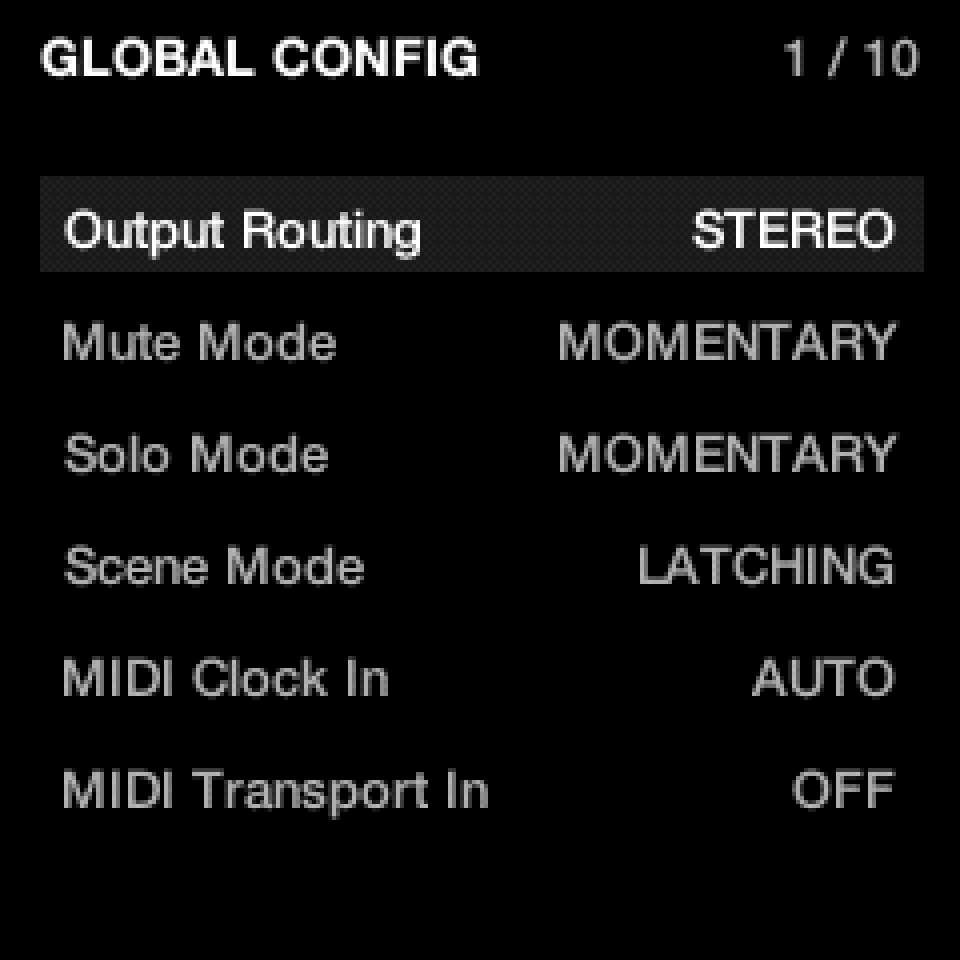 GLOBAL CONFIG 1 / 10
Output Routing STEREO
Mute Mode MOMENTARY
Solo Mode MOMENTARY
Scene Mode LATCHING
MIDI Clock In AUTO
MIDI Transport In OFF